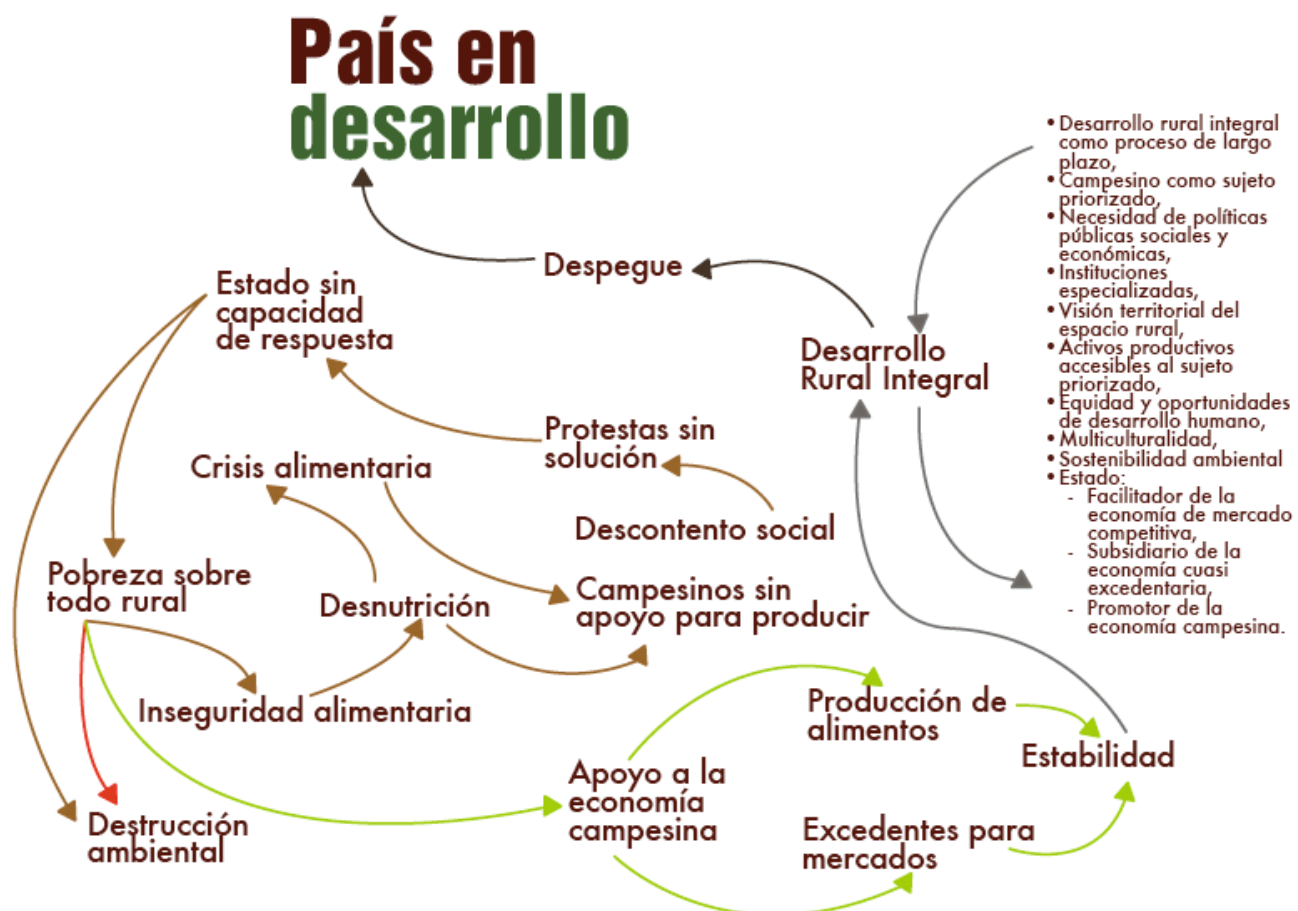 País en
desarrollo
Despegue
Estado sin
capacidad
de respuesta
Desarrollo
Rural Integral
Protestas sin
solución
Crisis alimentaria
Descontento social
Pobreza sobre
todo rural
Desnutrición
Campesinos sin
apoyo para producir
Inseguridad alimentaria
Producción de
alimentos
Estabilidad
Apoyo a la
economía
campesina
Destrucción
ambiental
Excedentes para
mercados
• Desarrollo rural integral
como proceso de largo
plazo,
• Campesino como sujeto
priorizado,
• Necesidad de políticas
públicas sociales y
económicas,
• Instituciones
especializadas,
• Visión territorial del
espacio rural,
• Activos productivos
accesibles al sujeto
priorizado,
• Equidad y oportunidades
de desarrollo humano,
• Multiculturalidad,
• Sostenibilidad ambiental
• Estado:
- Facilitador de la
economía de mercado
competitiva,
- Subsidiario de la
economía cuasi
excedentaria,
- Promotor de la
economía campesina.